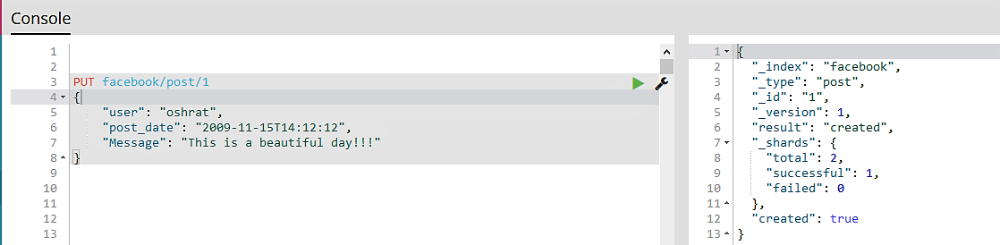 Console
1
2
3 PUT facebook/post/1
4 {
5 "user": "oshrat",
6 "post_date": "2009-11-15T14:12:12",
7 "Message": "This is a beautiful day!!!"
8 }
9
10
11
12
13
1 {
2 "_index": "facebook",
3 "_type": "post",
4 "_id": "1",
5 "_version": 1,
6 "result": "created",
7 "_shards": {
8 "total": 2,
9 "successful": 1,
10 "failed": 0
11 },
12 "created": true
13 }